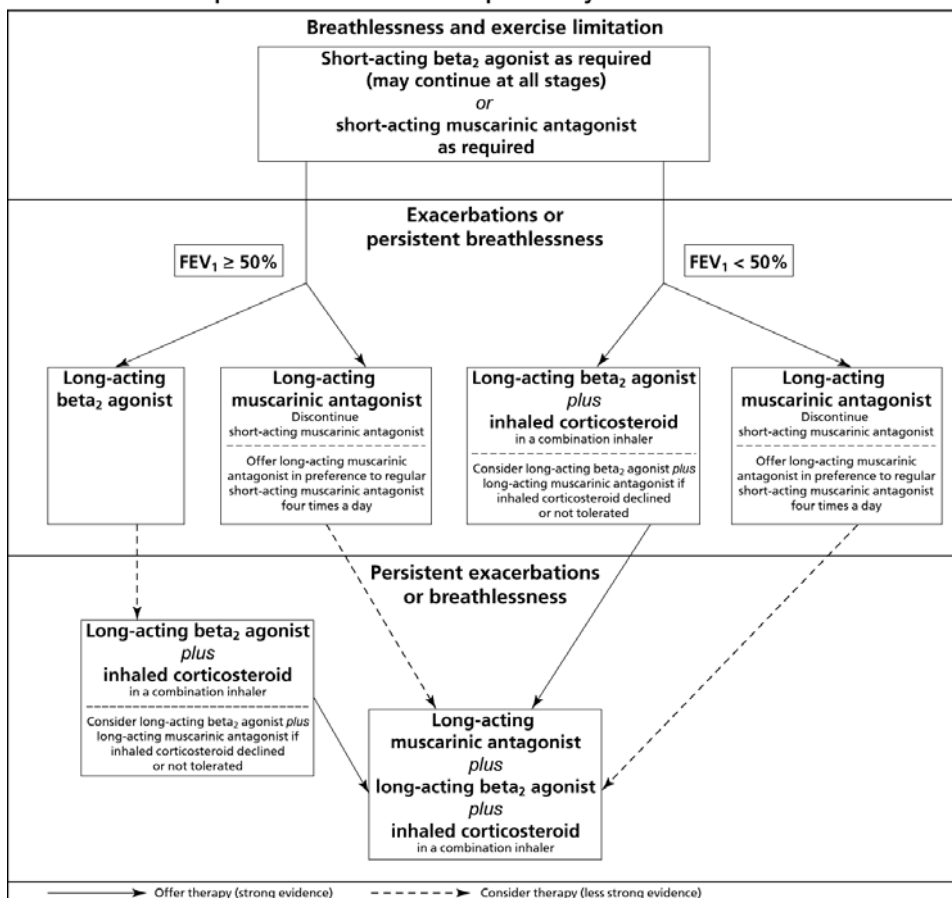 Breathlessness and exercise limitation
Short-acting beta₂ agonist as required
(may continue at all stages)
or
short-acting muscarinic antagonist
as required
Exacerbations or
persistent breathlessness
FEV₁ ≥ 50%
FEV₁ < 50%
Long-acting
beta₂ agonist
Long-acting
muscarinic antagonist
Discontinue
short-acting muscarinic antagonist
Offer long-acting muscarinic
antagonist in preference to regular
short-acting muscarinic antagonist
four times a day
Long-acting beta₂ agonist
plus
inhaled corticosteroid
in a combination inhaler
Consider long-acting beta₂ agonist plus
long-acting muscarinic antagonist if
inhaled corticosteroid declined
or not tolerated
Long-acting
muscarinic antagonist
Discontinue
short-acting muscarinic antagonist
Offer long-acting muscarinic
antagonist in preference to regular
short-acting muscarinic antagonist
four times a day
Persistent exacerbations
or breathlessness
Long-acting beta₂ agonist
plus
inhaled corticosteroid
in a combination inhaler
Consider long-acting beta₂ agonist plus
long-acting muscarinic antagonist if
inhaled corticosteroid declined
or not tolerated
Long-acting
muscarinic antagonist
plus
long-acting beta₂ agonist
plus
inhaled corticosteroid
in a combination inhaler
Offer therapy (strong evidence)
Consider therapy (less strong evidence)